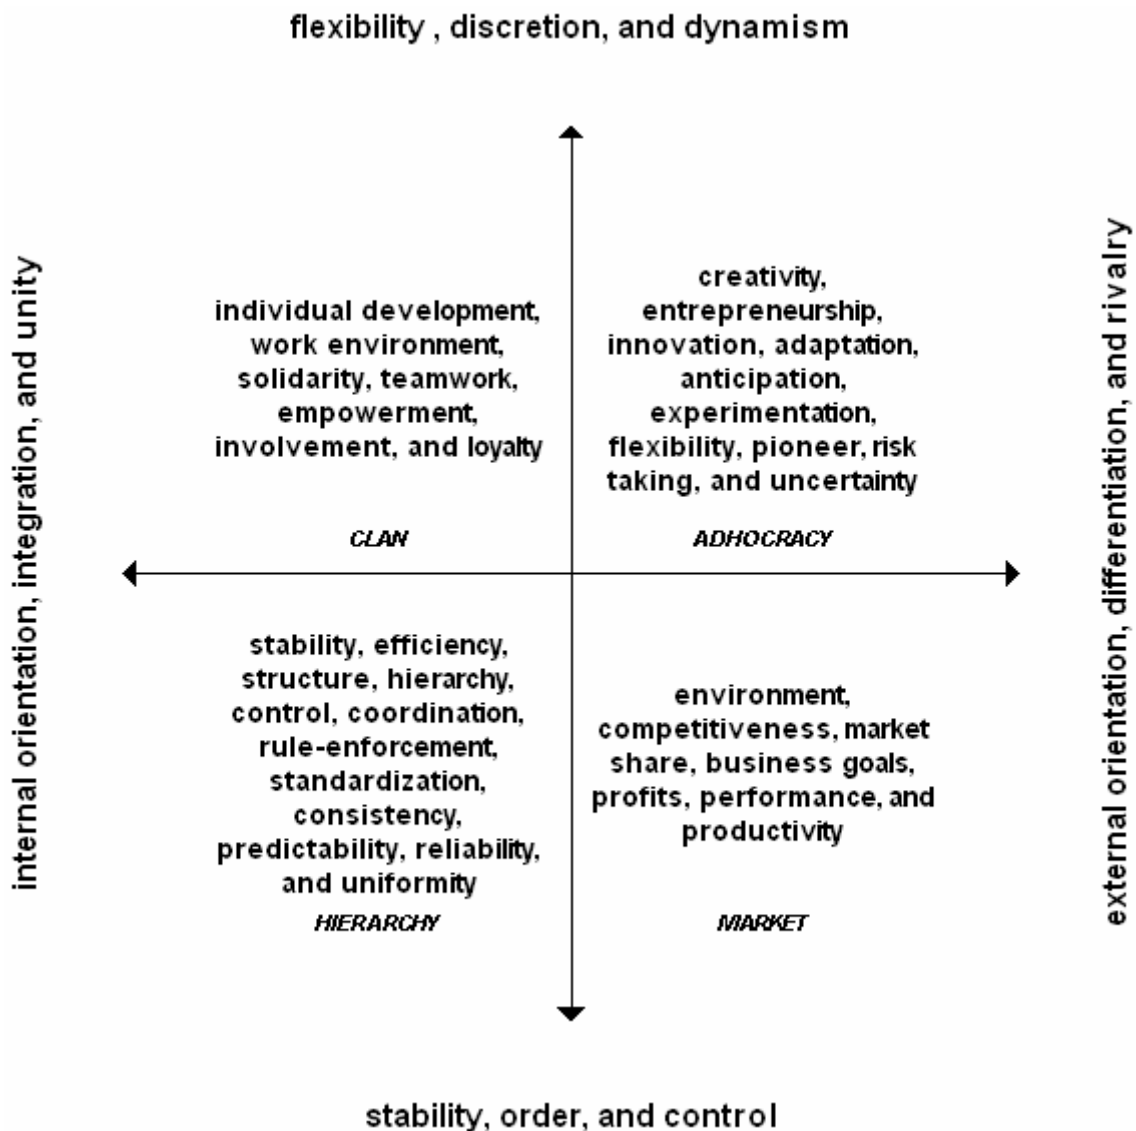 flexibility , discretion, and dynamism
internal orientation, integration, and unity
individual development,
work environment,
solidarity, teamwork,
empowerment,
involvement, and loyalty
CLAN
creativity,
entrepreneurship,
innovation, adaptation,
anticipation,
experimentation,
flexibility, pioneer, risk
taking, and uncertainty
ADHOCRACY
external orientation, differentiation, and rivalry
stability, efficiency,
structure, hierarchy,
control, coordination,
rule-enforcement,
standardization,
consistency,
predictability, reliability,
and uniformity
HIERARCHY
environment,
competitiveness, market
share, business goals,
profits, performance, and
productivity
MARKET
stability, order, and control